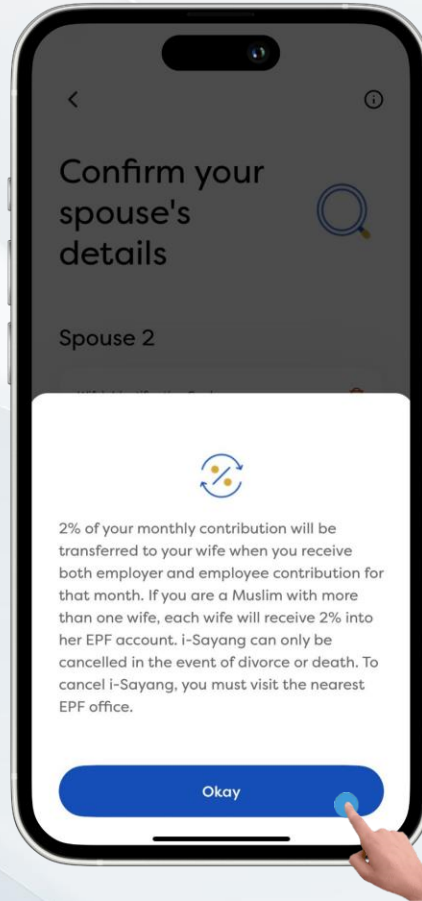 Confirm your
spouse's
details
Spouse 2
2% of your monthly contribution will be
transferred to your wife when you receive
both employer and employee contribution for
that month. If you are a Muslim with more
than one wife, each wife will receive 2% into
her EPF account. i-Sayang can only be
cancelled in the event of divorce or death. To
cancel i-Sayang, you must visit the nearest
EPF office.
Okay